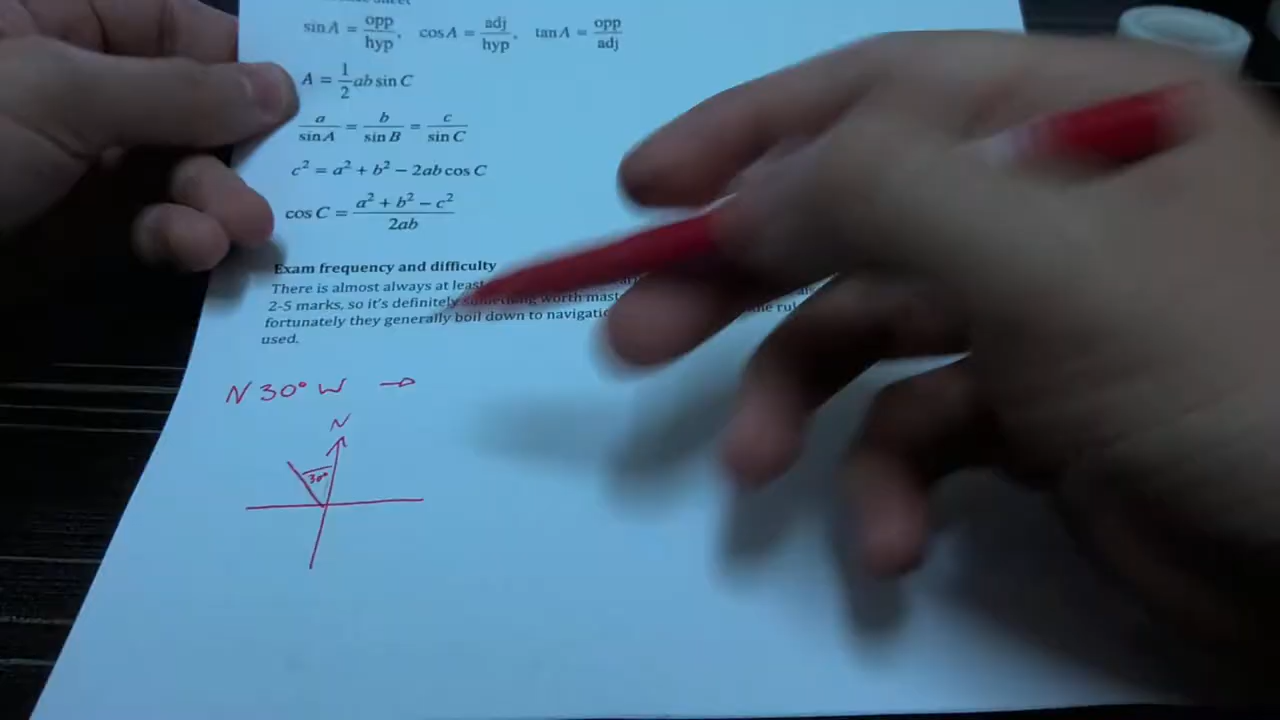 sin A = opp/hyp, cos A = adj/hyp, tan A = opp/adj
A = 1/2 ab sin C
a/sin A = b/sin B = c/sin C
c² = a² + b² − 2ab cos C
cos C = (a² + b² − c²)/2ab
Exam frequency and difficulty
There is almost always at least
2-5 marks, so it's definitely something worth
fortunately they generally boil down to
used.
N 30° W →
N
30°